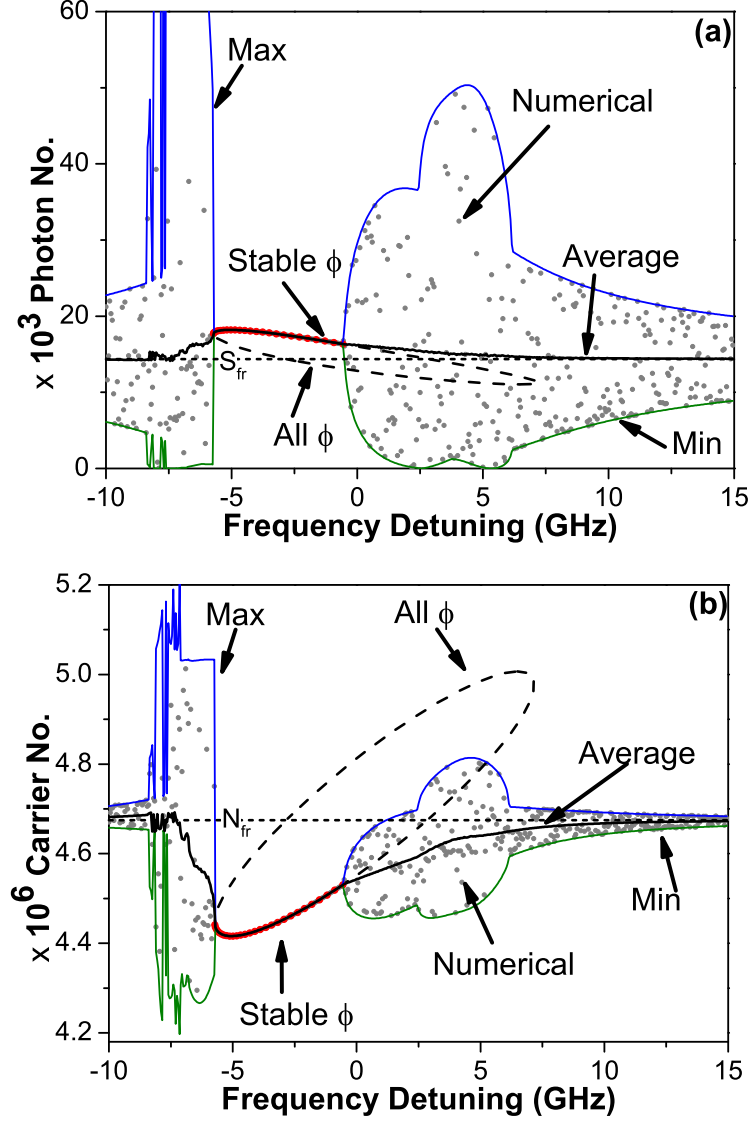 60
(a)
Max
Numerical
40
Stable ϕ
Average
20
S_fr
All ϕ
Min
0
-10 -5 0 5 10 15
Frequency Detuning (GHz)
x 10³ Photon No.
5.2
(b)
Max
All ϕ
5.0
4.8
Average
N_fr
4.6
Min
Numerical
4.4
Stable ϕ
4.2
-10 -5 0 5 10 15
Frequency Detuning (GHz)
x 10⁶ Carrier No.